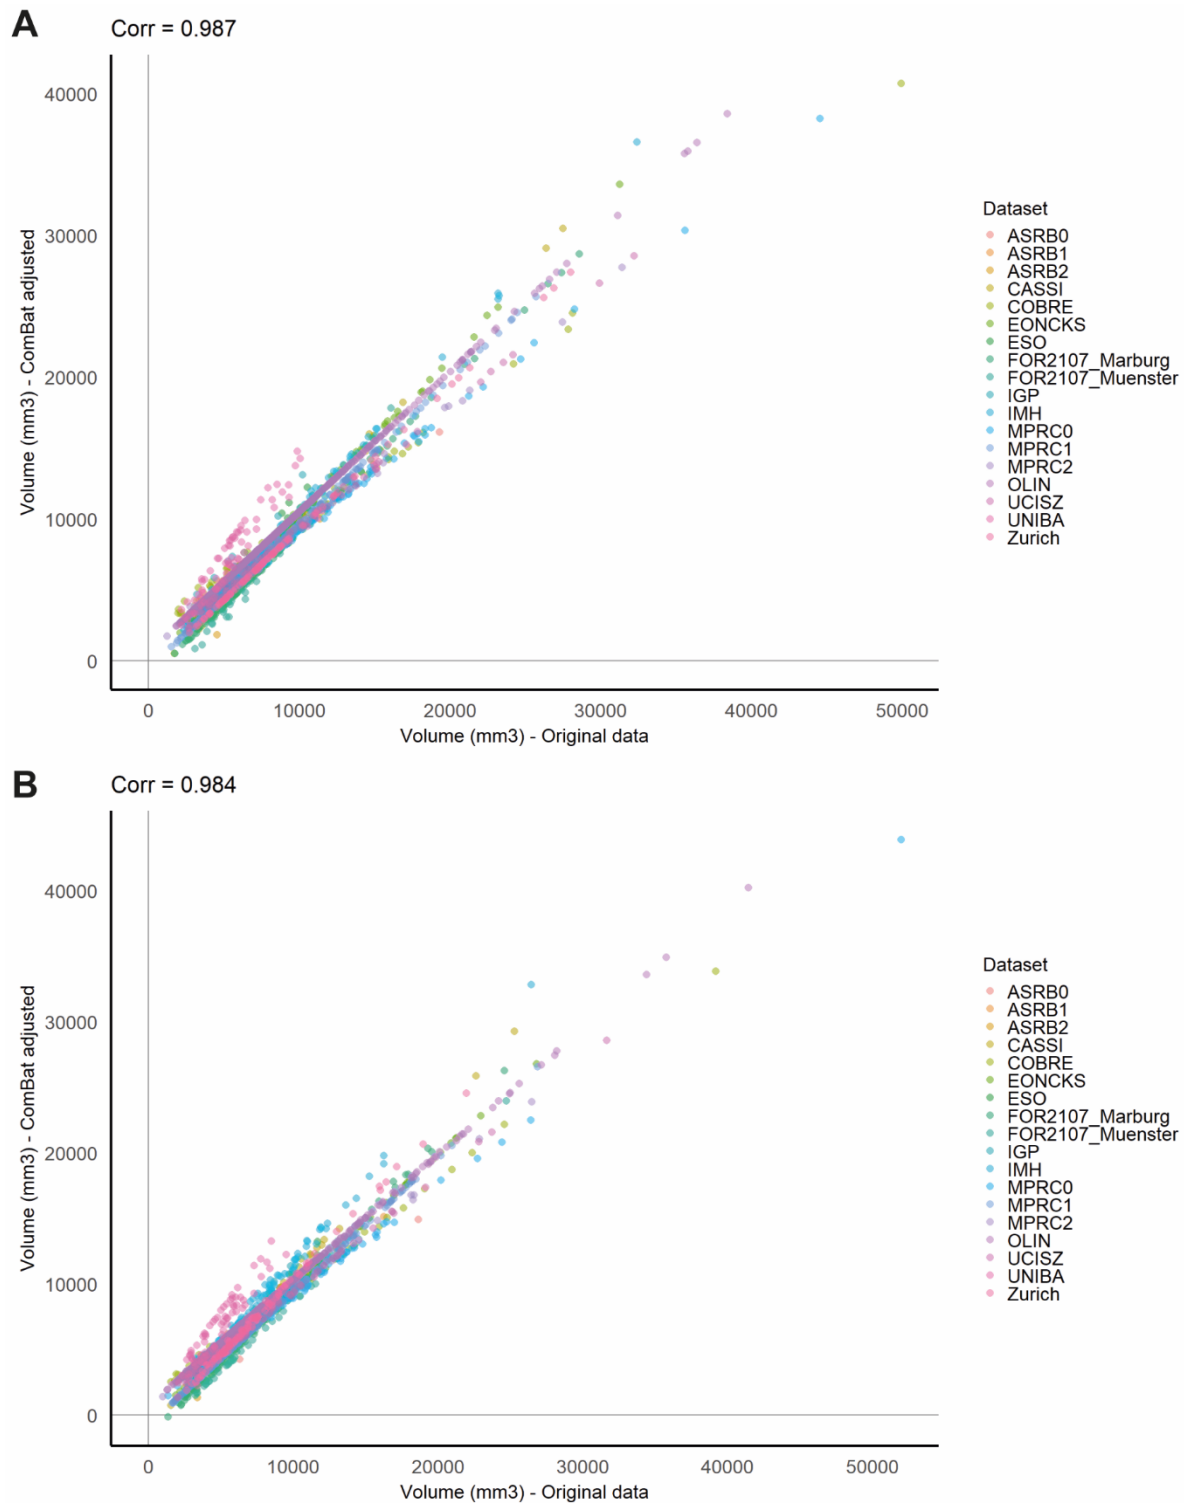 A
Corr = 0.987
Volume (mm3) - ComBat adjusted
40000
30000
20000
10000
0
0 10000 20000 30000 40000 50000
Volume (mm3) - Original data
Dataset
ASRB0
ASRB1
ASRB2
CASSI
COBRE
EONCKS
ESO
FOR2107_Marburg
FOR2107_Muenster
IGP
IMH
MPRC0
MPRC1
MPRC2
OLIN
UCISZ
UNIBA
Zurich
B
Corr = 0.984
Volume (mm3) - ComBat adjusted
40000
30000
20000
10000
0
0 10000 20000 30000 40000 50000
Volume (mm3) - Original data
Dataset
ASRB0
ASRB1
ASRB2
CASSI
COBRE
EONCKS
ESO
FOR2107_Marburg
FOR2107_Muenster
IGP
IMH
MPRC0
MPRC1
MPRC2
OLIN
UCISZ
UNIBA
Zurich